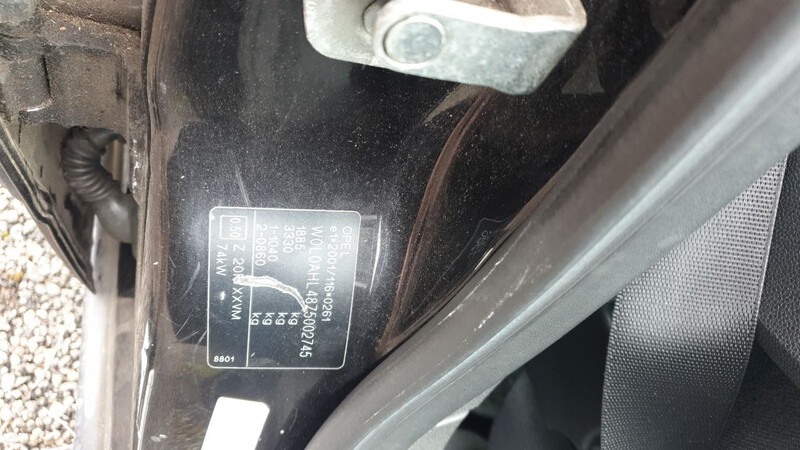 OPEL
e1*2001/116*0261
W0L0AHL4875002745
1885 kg
3330 kg
1-1040 kg
2-0860 kg
0.50 Z 20R XXVM
74kW
8801